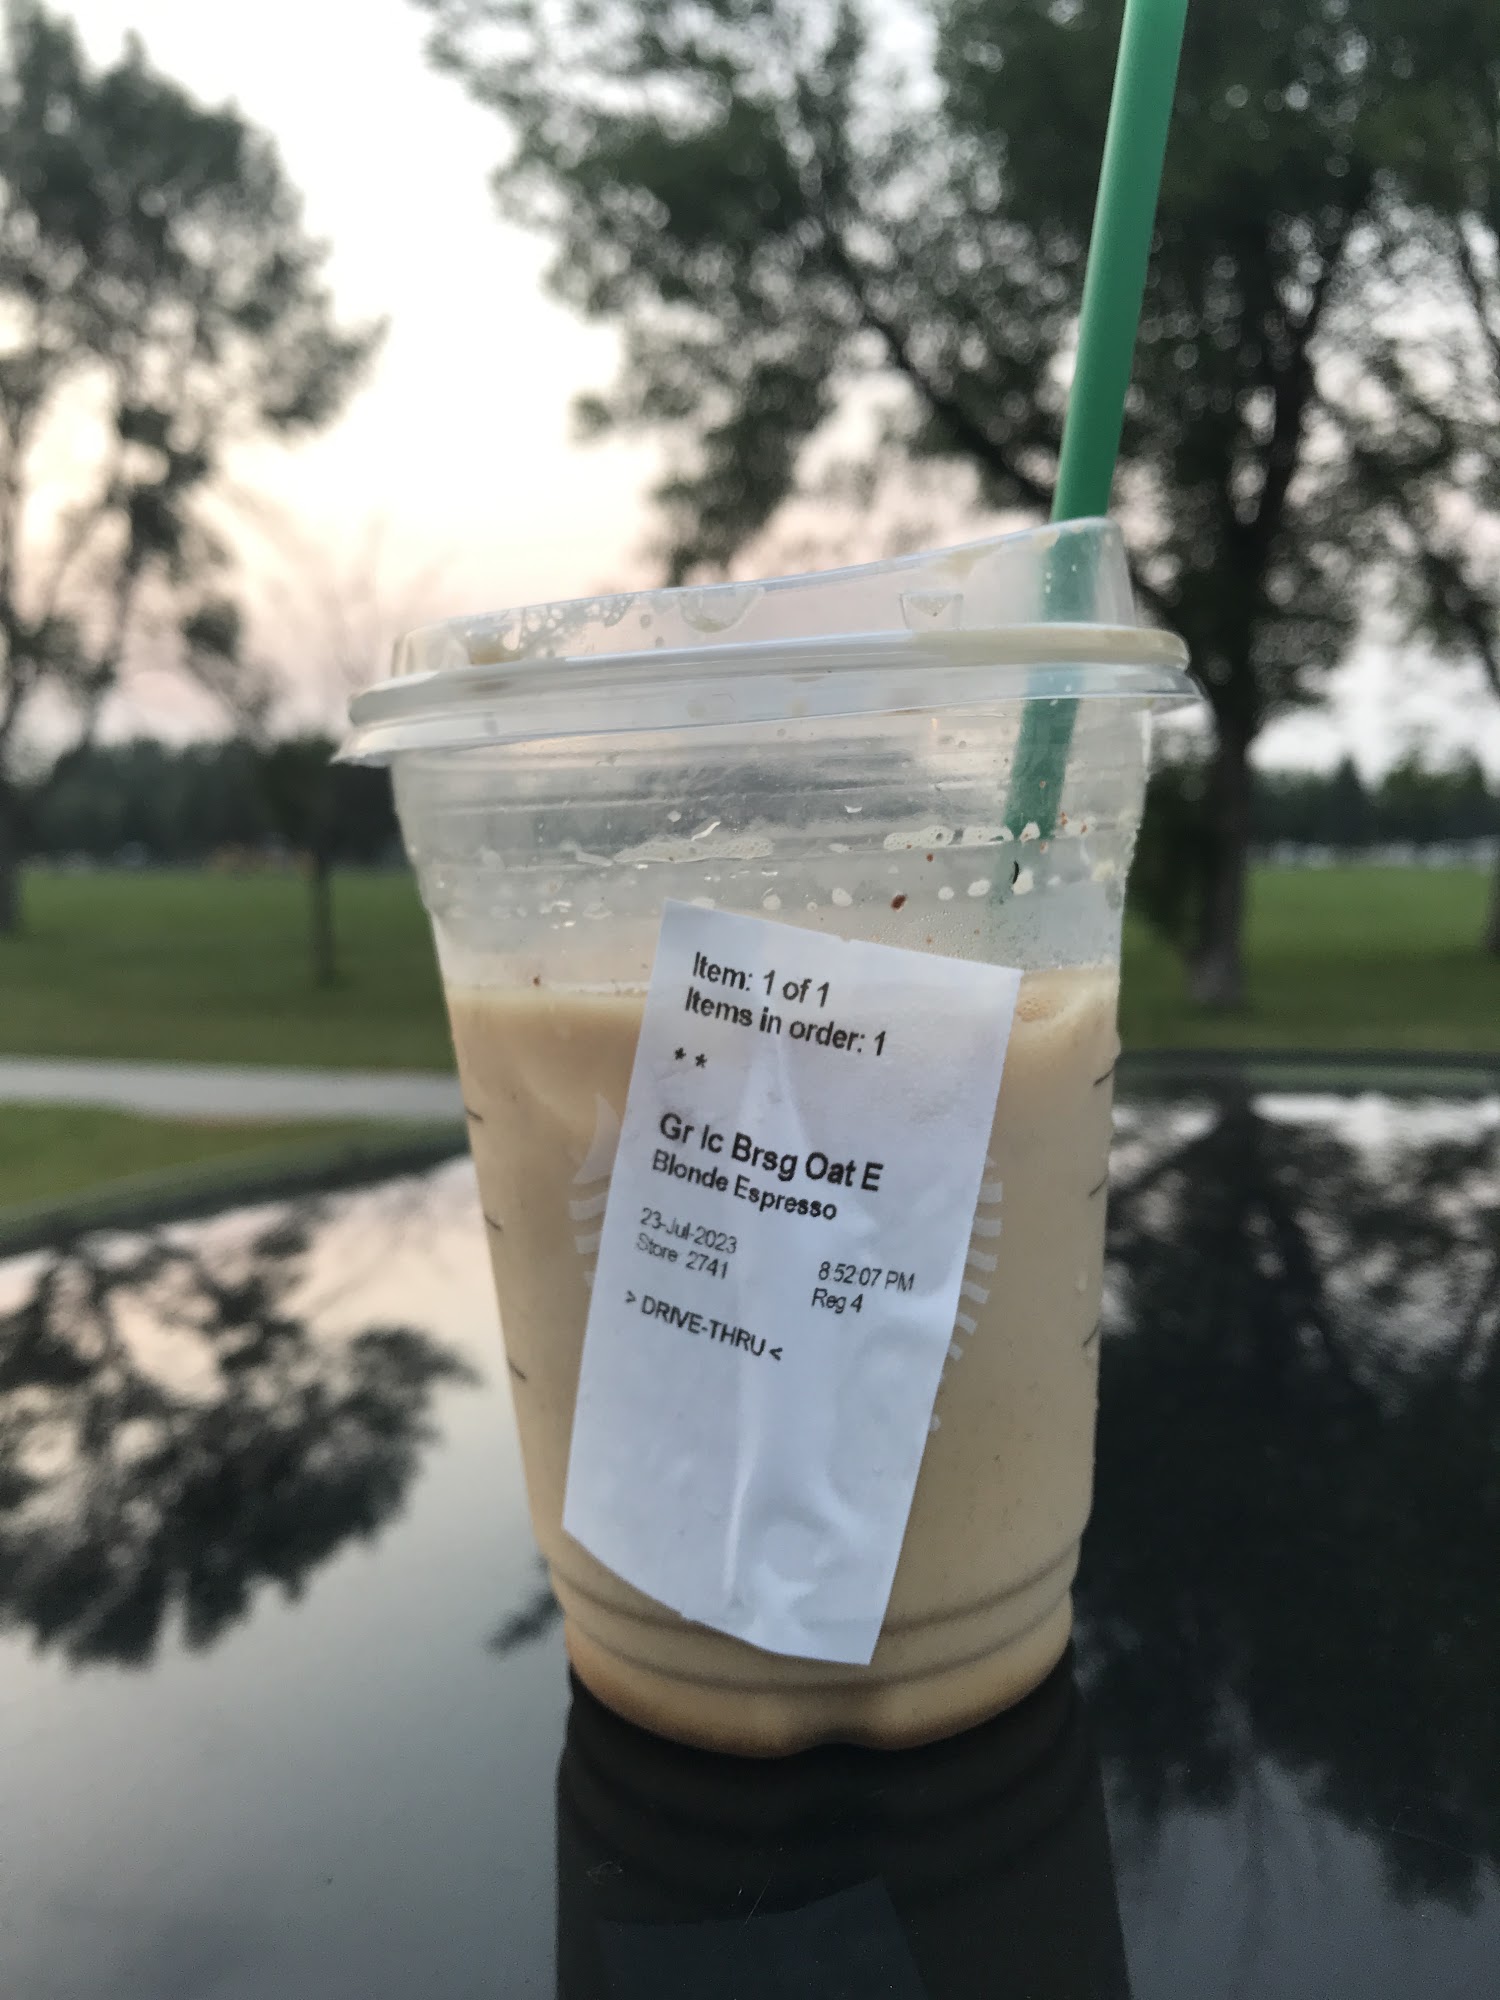 Item: 1 of 1
Items in order: 1
* *
Gr Ic Brsg Oat E
Blonde Espresso
23-Jul-2023 8:52:07 PM
Store 2741 Reg 4
> DRIVE-THRU <